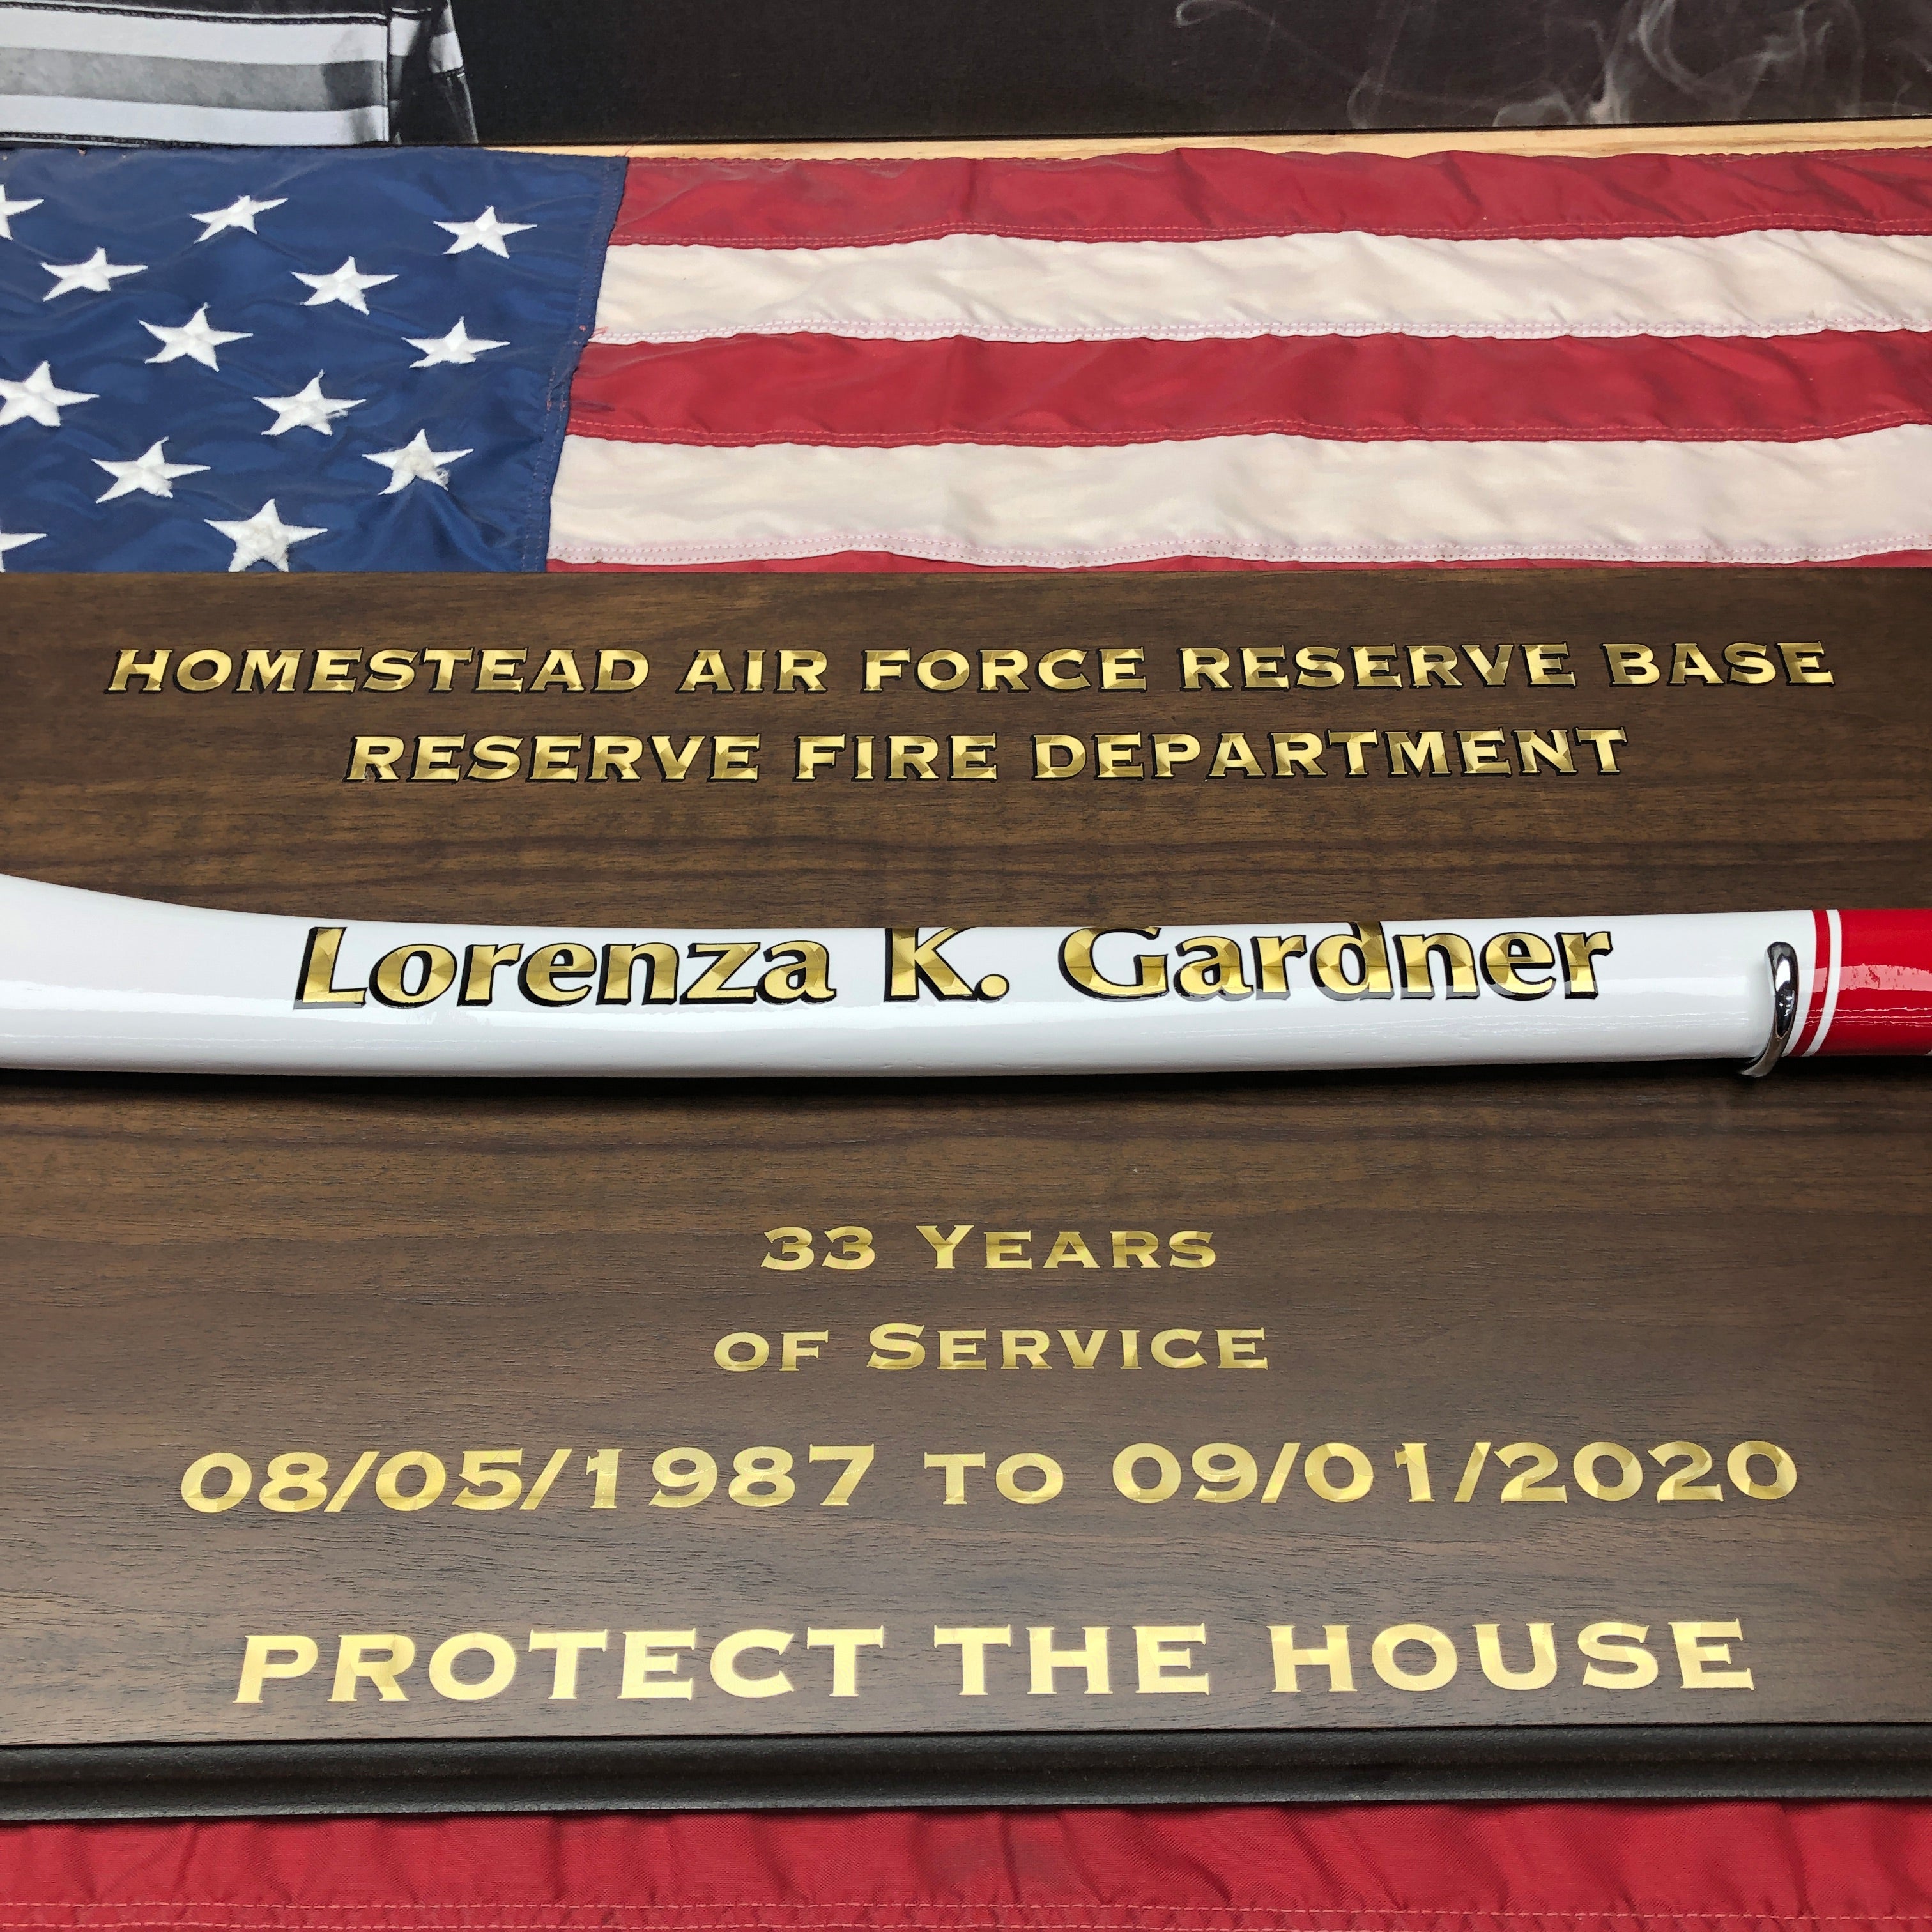 HOMESTEAD AIR FORCE RESERVE BASE
RESERVE FIRE DEPARTMENT
Lorenza K. Gardner
33 YEARS
OF SERVICE
08/05/1987 TO 09/01/2020
PROTECT THE HOUSE